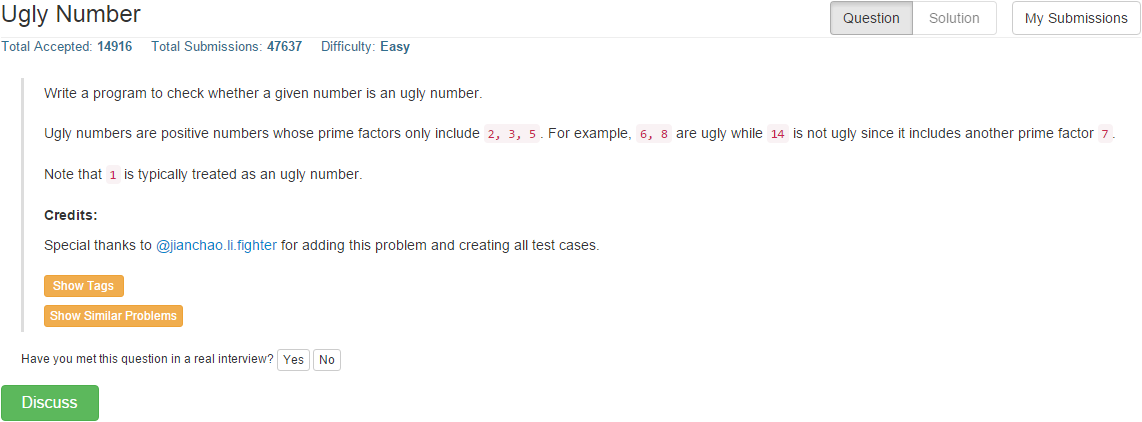 Ugly Number
Question Solution My Submissions
Total Accepted: 14916 Total Submissions: 47637 Difficulty: Easy
Write a program to check whether a given number is an ugly number.
Ugly numbers are positive numbers whose prime factors only include 2, 3, 5. For example, 6, 8 are ugly while 14 is not ugly since it includes another prime factor 7.
Note that 1 is typically treated as an ugly number.
Credits:
Special thanks to @jianchao.li.fighter for adding this problem and creating all test cases.
Show Tags
Show Similar Problems
Have you met this question in a real interview? Yes No
Discuss